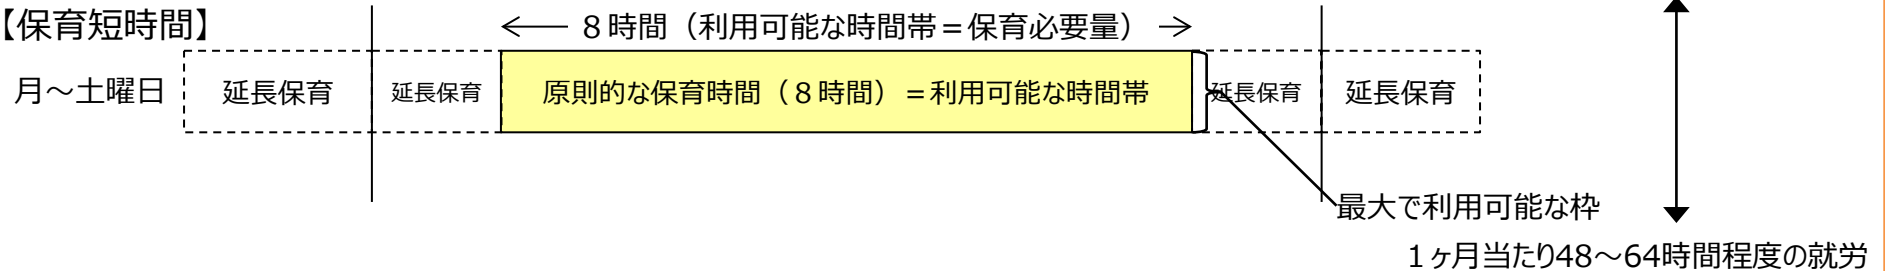 【保育短時間】
８時間（利用可能な時間帯＝保育必要量）
月～土曜日
延長保育
延長保育
原則的な保育時間（８時間）＝利用可能な時間帯
延長保育
延長保育
最大で利用可能な枠
１ヶ月当たり48～64時間程度の就労